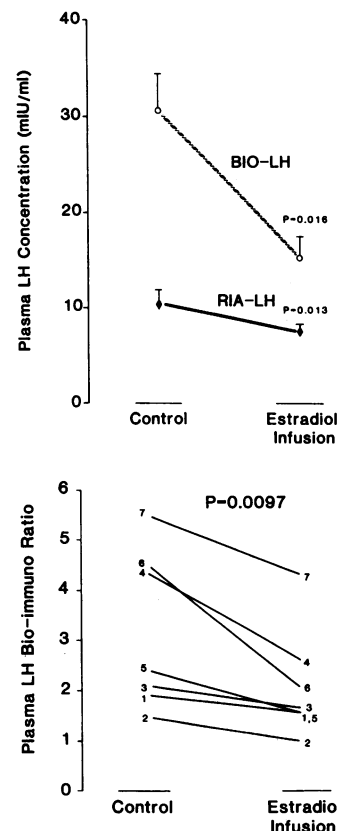 40
30
20
10
0
Plasma LH Concentration (mIU/ml)
BIO-LH
P=0.016
RIA-LH
P=0.013
Control
Estradiol
Infusion
6
5
4
3
2
1
0
Plasma LH Bio-immuno Ratio
P=0.0097
7
6
4
5
3
1
2
7
4
6
3
1,5
2
Control
Estradio
Infusion